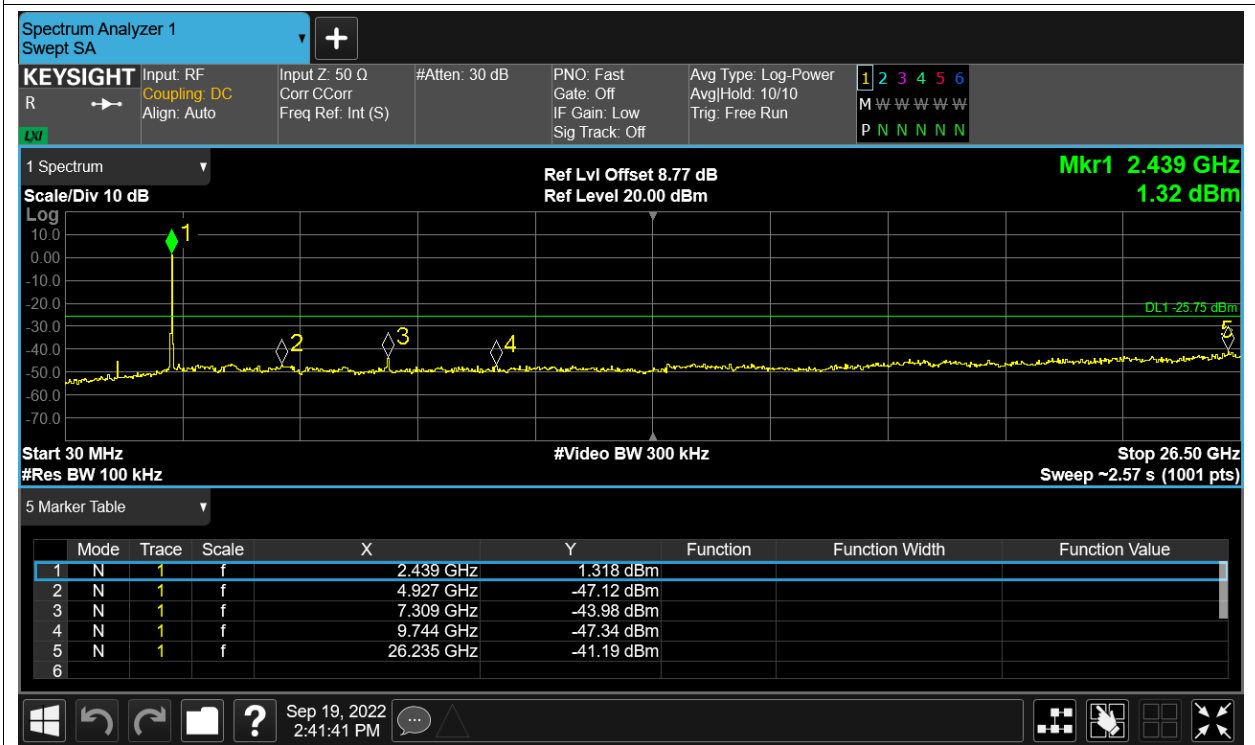 Spectrum Analyzer 1
Swept SA
KEYSIGHT Input: RF Input Z: 50 Ω #Atten: 30 dB PNO: Fast Avg Type: Log-Power 1 2 3 4 5 6
R Coupling: DC Corr CCorr Gate: Off Avg|Hold: 10/10 M W W W W W
Align: Auto Freq Ref: Int (S) IF Gain: Low Trig: Free Run
LXI Sig Track: Off P N N N N N
1 Spectrum Ref Lvl Offset 8.77 dB Mkr1 2.439 GHz
Scale/Div 10 dB Ref Level 20.00 dBm 1.32 dBm
Log
10.0 1
0.00
-10.0
-20.0 DL1 -25.75 dBm
-30.0 5
-40.0 2 3 4
-50.0
-60.0
-70.0
Start 30 MHz #Video BW 300 kHz Stop 26.50 GHz
#Res BW 100 kHz Sweep ~2.57 s (1001 pts)
5 Marker Table
Mode Trace Scale X Y Function Function Width Function Value
1 N 1 f 2.439 GHz 1.318 dBm
2 N 1 f 4.927 GHz -47.12 dBm
3 N 1 f 7.309 GHz -43.98 dBm
4 N 1 f 9.744 GHz -47.34 dBm
5 N 1 f 26.235 GHz -41.19 dBm
6
? Sep 19, 2022
2:41:41 PM